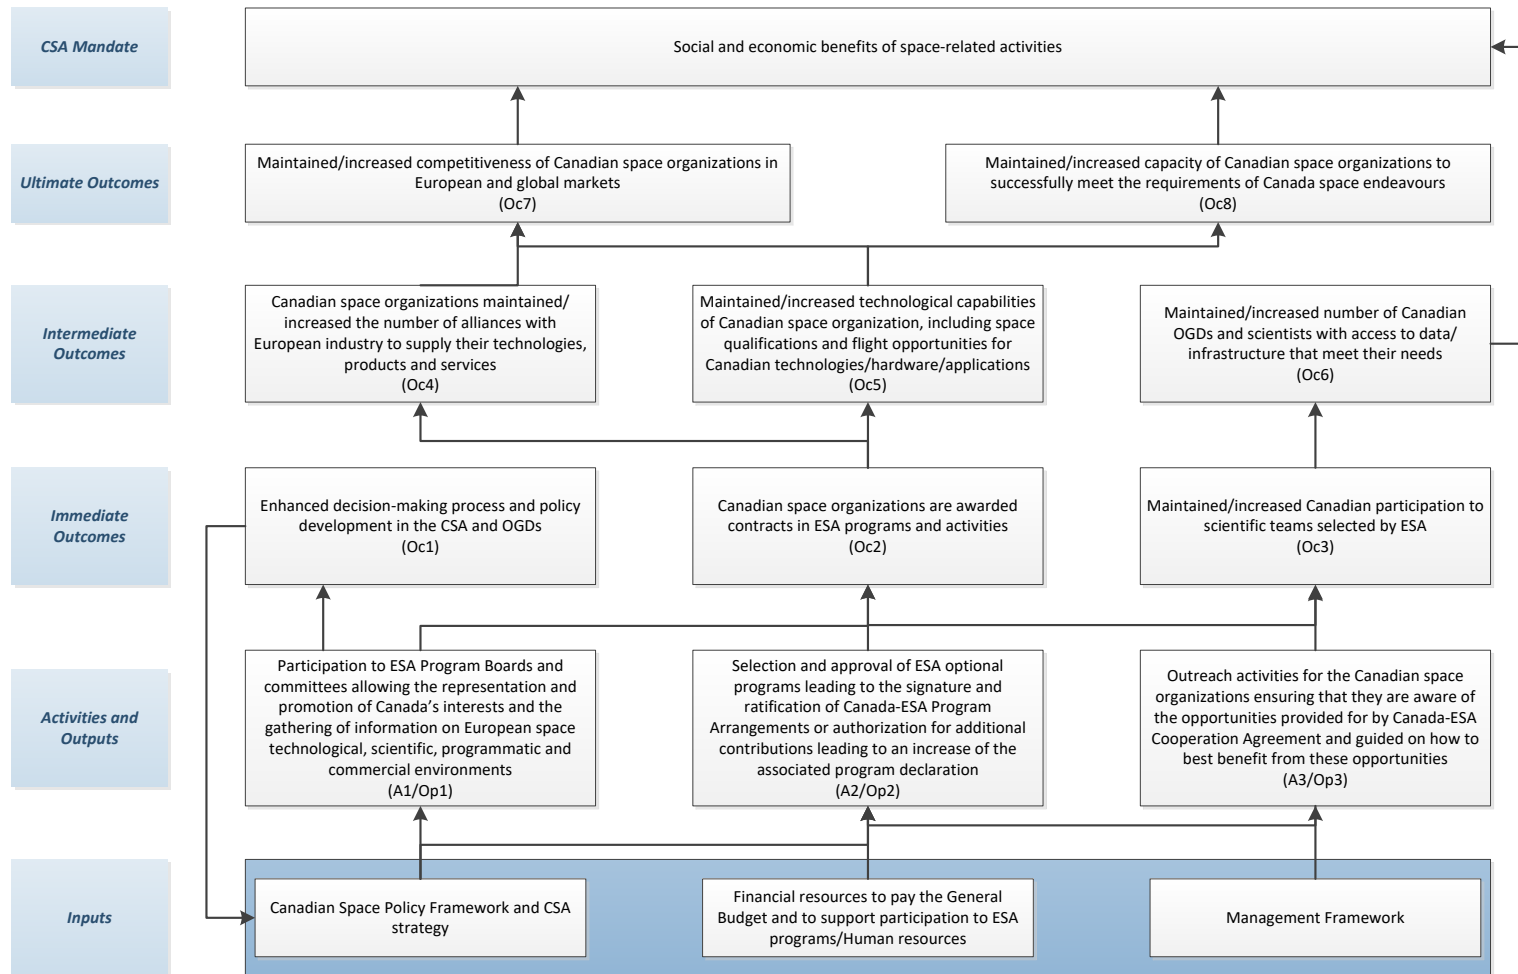 CSA Mandate
Social and economic benefits of space-related activities
Ultimate Outcomes
Maintained/increased competitiveness of Canadian space organizations in
European and global markets
(Oc7)
Maintained/increased capacity of Canadian space organizations to
successfully meet the requirements of Canada space endeavours
(Oc8)
Intermediate
Outcomes
Canadian space organizations maintained/
increased the number of alliances with
European industry to supply their technologies,
products and services
(Oc4)
Maintained/increased technological capabilities
of Canadian space organization, including space
qualifications and flight opportunities for
Canadian technologies/hardware/applications
(Oc5)
Maintained/increased number of Canadian
OGDs and scientists with access to data/
infrastructure that meet their needs
(Oc6)
Immediate
Outcomes
Enhanced decision-making process and policy
development in the CSA and OGDs
(Oc1)
Canadian space organizations are awarded
contracts in ESA programs and activities
(Oc2)
Maintained/increased Canadian participation to
scientific teams selected by ESA
(Oc3)
Activities and
Outputs
Participation to ESA Program Boards and
committees allowing the representation and
promotion of Canada's interests and the
gathering of information on European space
technological, scientific, programmatic and
commercial environments
(A1/Op1)
Selection and approval of ESA optional
programs leading to the signature and
ratification of Canada-ESA Program
Arrangements or authorization for additional
contributions leading to an increase of the
associated program declaration
(A2/Op2)
Outreach activities for the Canadian space
organizations ensuring that they are aware of
the opportunities provided for by Canada-ESA
Cooperation Agreement and guided on how to
best benefit from these opportunities
(A3/Op3)
Inputs
Canadian Space Policy Framework and CSA
strategy
Financial resources to pay the General
Budget and to support participation to ESA
programs/Human resources
Management Framework